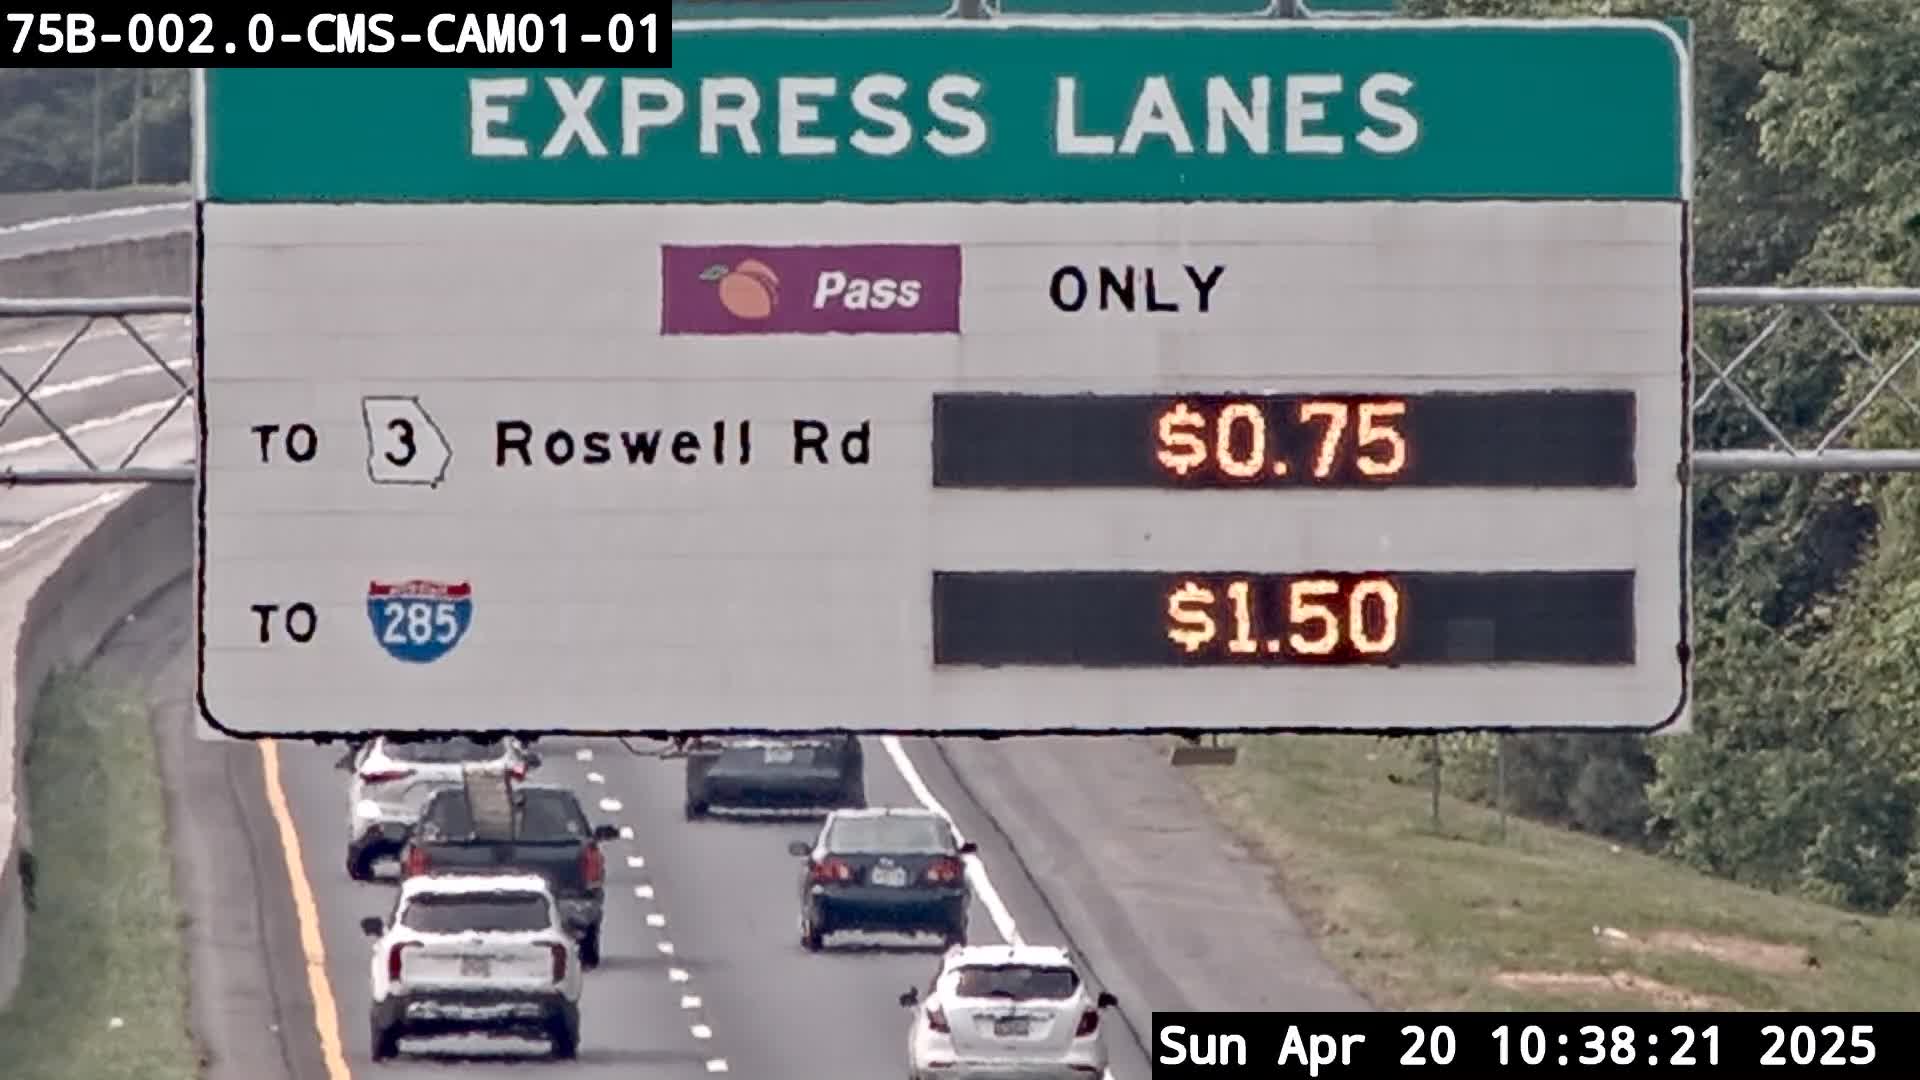 75B-002.0-CMS-CAM01-01
EXPRESS LANES
Pass ONLY
TO 3 Roswell Rd $0.75
TO 285 $1.50
Sun Apr 20 10:38:21 2025